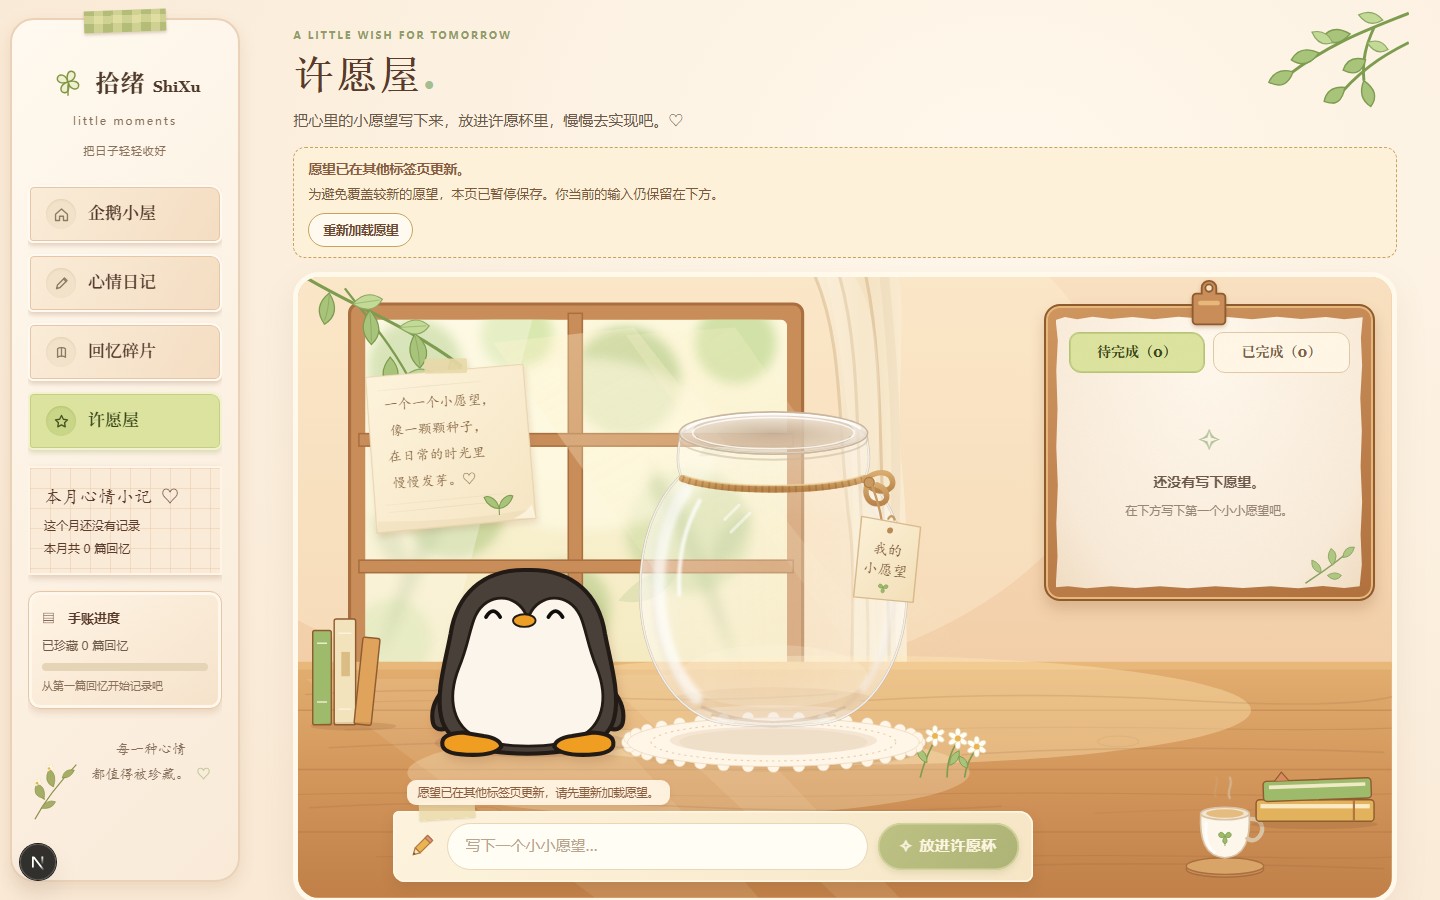 拾绪 ShiXu
little moments
把日子轻轻收好
企鹅小屋
心情日记
回忆碎片
许愿屋
本月心情小记 ♡
这个月还没有记录
本月共 0 篇回忆
手账进度
已珍藏 0 篇回忆
从第一篇回忆开始记录吧
每一种心情
都值得被珍藏。 ♡
N
A LITTLE WISH FOR TOMORROW
许愿屋.
把心里的小愿望写下来，放进许愿杯里，慢慢去实现吧。♡
愿望已在其他标签页更新。
为避免覆盖较新的愿望，本页已暂停保存。你当前的输入仍保留在下方。
重新加载愿望
一个一个小愿望，
像一颗颗种子，
在日常的时光里
慢慢发芽。♡
我的
小愿望
待完成（0）
已完成（0）
还没有写下愿望。
在下方写下第一个小小愿望吧。
愿望已在其他标签页更新，请先重新加载愿望。
写下一个小小愿望...
放进许愿杯